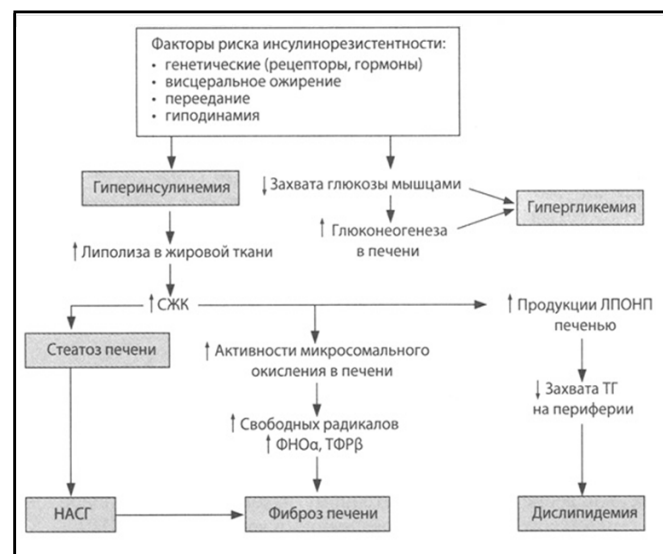 Факторы риска инсулинорезистентности:
• генетические (рецепторы, гормоны)
• висцеральное ожирение
• переедание
• гиподинамия
Гиперинсулинемия
↓ Захвата глюкозы мышцами
Гипергликемия
↑ Глюконеогенеза
в печени
↑ Липолиза в жировой ткани
↑ СЖК
↑ Продукции ЛПОНП
печенью
Стеатоз печени
↑ Активности микросомального
окисления в печени
↓ Захвата ТГ
на периферии
↑ Свободных радикалов
↑ ФНОα, ТФРβ
НАСГ
Фиброз печени
Дислипидемия